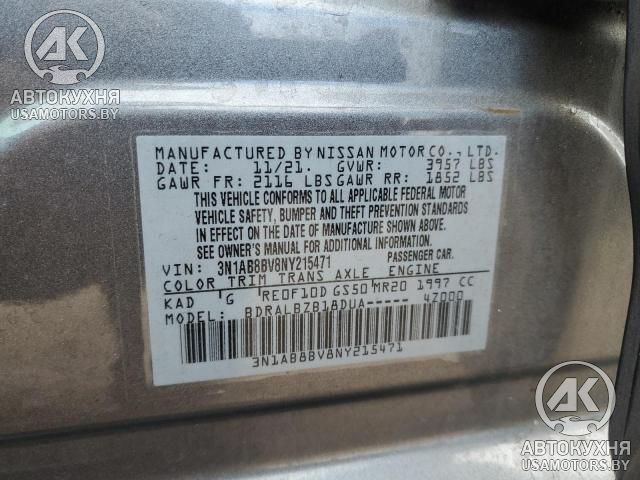 AK
АВТОКУХНЯ
USAMOTORS.BY
MANUFACTURED BY NISSAN MOTOR CO., LTD.
DATE: 11/21. GVWR: 3957 LBS
GAWR FR: 2116 LBS GAWR RR: 1852 LBS
THIS VEHICLE CONFORMS TO ALL APPLICABLE FEDERAL MOTOR
VEHICLE SAFETY, BUMPER AND THEFT PREVENTION STANDARDS
IN EFFECT ON THE DATE OF MANUFACTURE SHOWN ABOVE.
SEE OWNER'S MANUAL FOR ADDITIONAL INFORMATION.
VIN: 3N1AB8BV8NY215471 PASSENGER CAR.
COLOR TRIM TRANS AXLE ENGINE
KAD G RE0F10D GS50 MR20 1997 CC
MODEL: BDRALBZB18DUA----- 4Z000
3N1AB8BV8NY215471
AK
АВТОКУХНЯ
USAMOTORS.BY